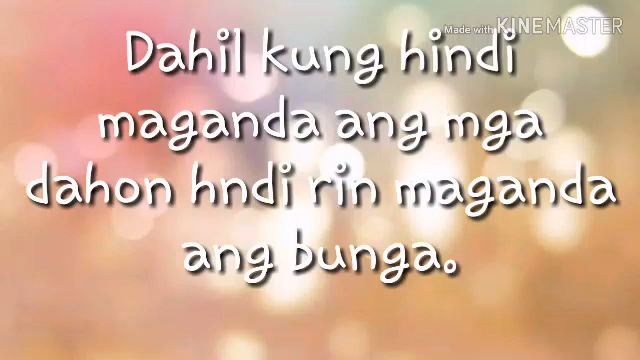 Made with KINEMASTER
Dahil kung hindi
maganda ang mga
dahon hndi rin maganda
ang bunga.